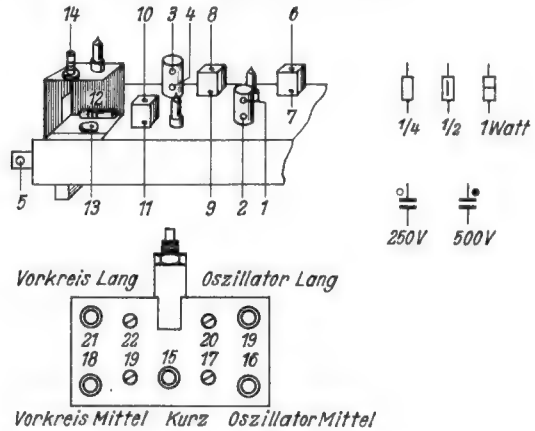 14 10 3 4 8 6
12
7
5 13 11 9 2 1
1/4 1/2 1Watt
250V 500V
Vorkreis Lang Oszillator Lang
21 22 20 19
18 19 15 17 16
Vorkreis Mittel Kurz Oszillator Mittel